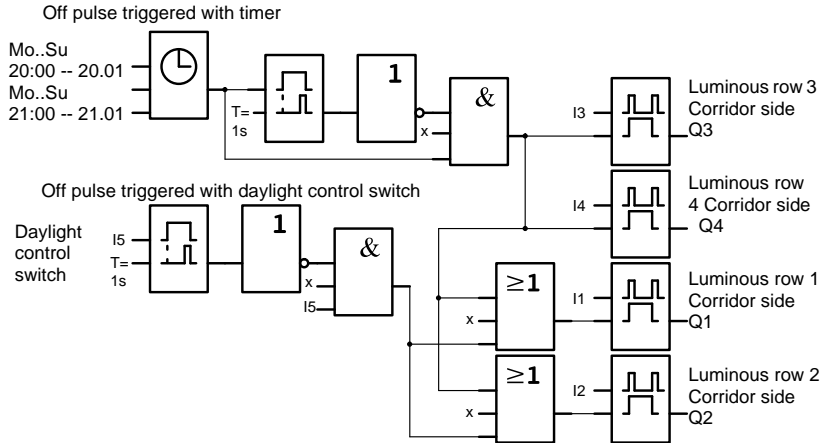 Off pulse triggered with timer
Mo..Su
20:00 -- 20.01
Mo..Su
21:00 -- 21.01
T=
1s
1
x
&
I3
Luminous row 3
Corridor side
Q3
Off pulse triggered with daylight control switch
I4
Luminous row
4 Corridor side
Q4
Daylight
control
switch
I5
T=
1s
1
x
I5
&
≥1
x
I1
Luminous row 1
Corridor side
Q1
≥1
x
I2
Luminous row 2
Corridor side
Q2